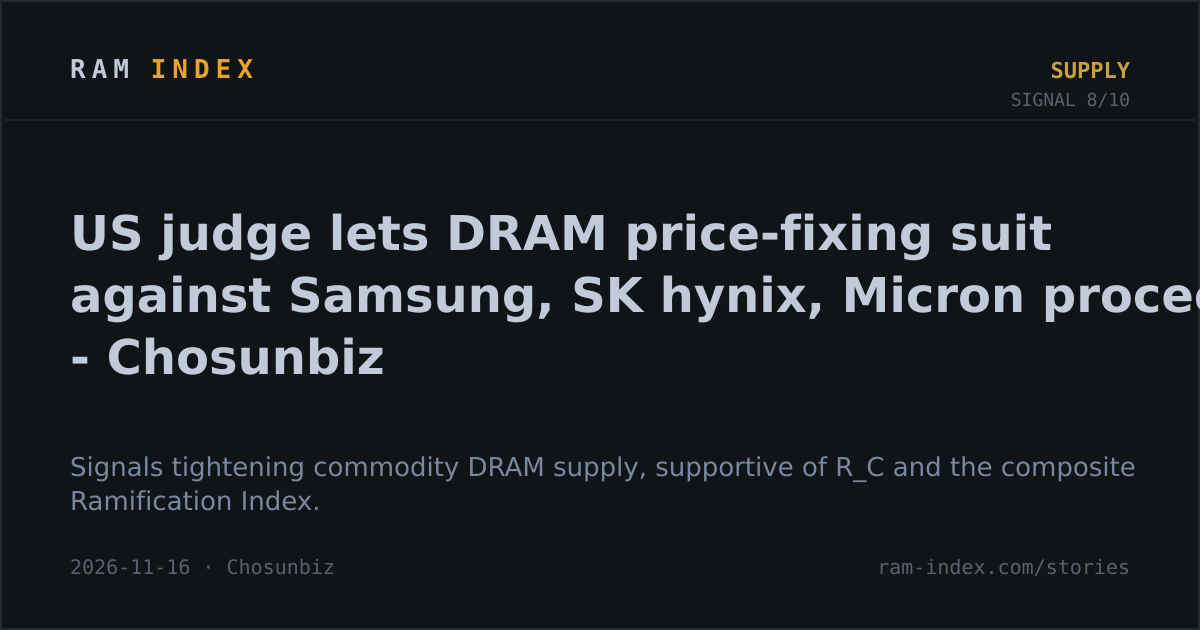 RAM INDEX
SUPPLY
SIGNAL 8/10
US judge lets DRAM price-fixing suit
against Samsung, SK hynix, Micron
- Chosunbiz
Signals tightening commodity DRAM supply, supportive of R_C and the composite
Ramification Index.
2026-11-16 · Chosunbiz
ram-index.com/stories